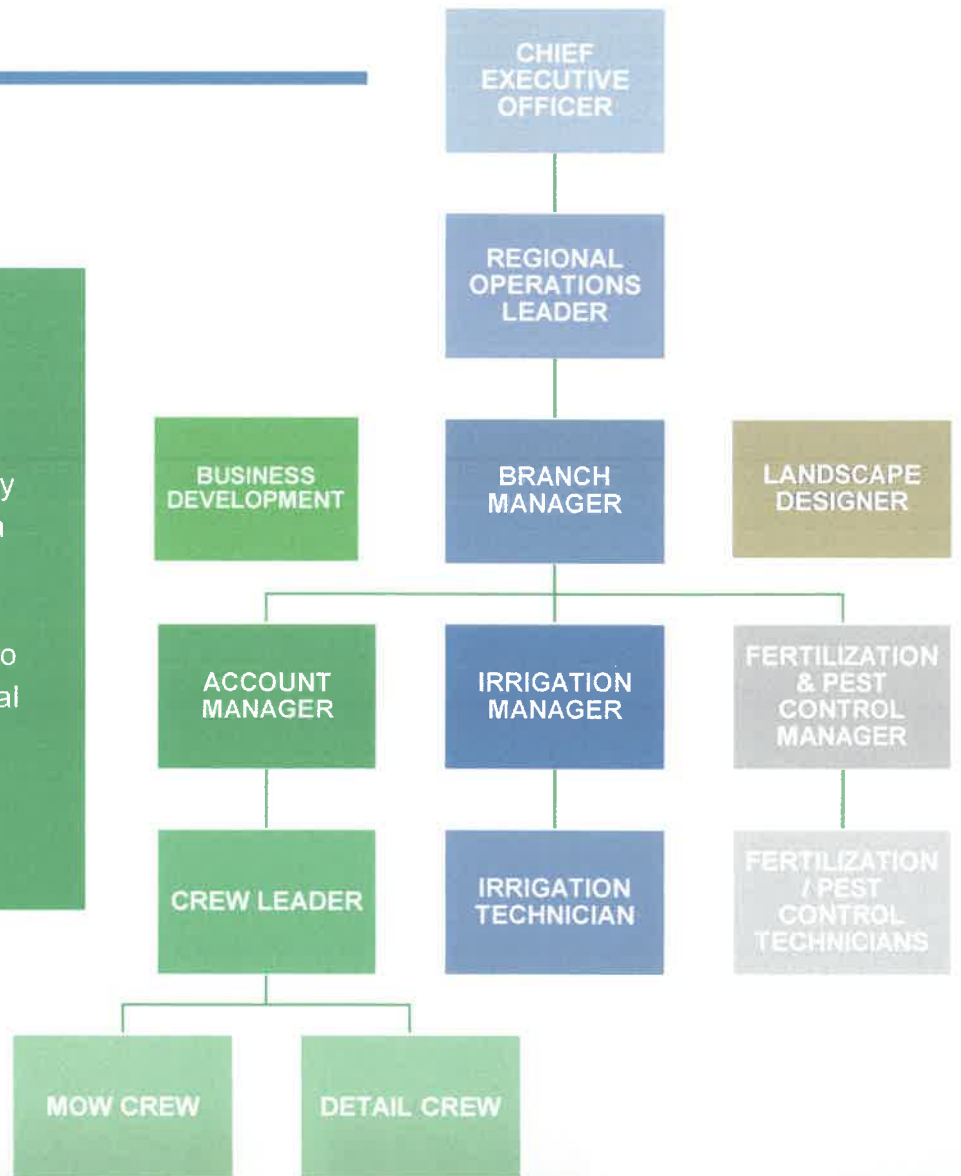 CHIEF
EXECUTIVE
OFFICER
REGIONAL
OPERATIONS
LEADER
BUSINESS
DEVELOPMENT
BRANCH
MANAGER
LANDSCAPE
DESIGNER
ACCOUNT
MANAGER
IRRIGATION
MANAGER
FERTILIZATION
& PEST
CONTROL
MANAGER
CREW LEADER
IRRIGATION
TECHNICIAN
FERTILIZATION
/ PEST
CONTROL
TECHNICIANS
MOW CREW
DETAIL CREW